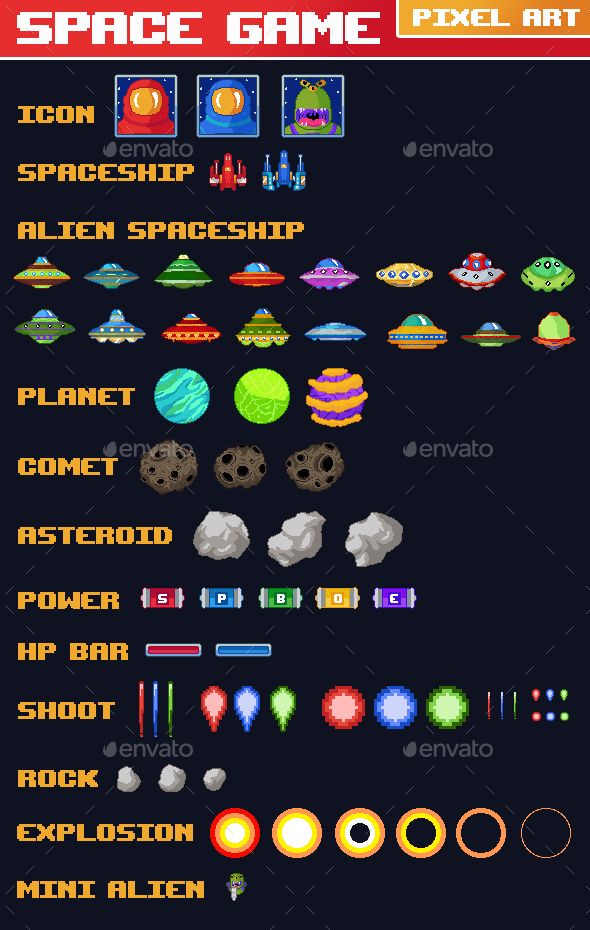 SPACE GAME
PIXEL ART
ICON
envato envato
SPACESHIP
ALIEN SPACESHIP
PLANET
envato envato
COMET
ASTEROID
POWER S P B O E
HP BAR
SHOOT
envato envato
ROCK
EXPLOSION
MINI ALIEN